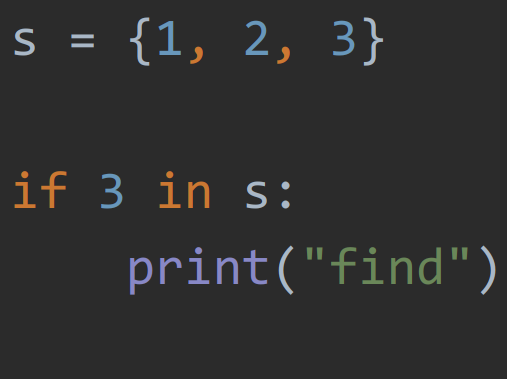 s = {1, 2, 3}
if 3 in s:
    print("find")